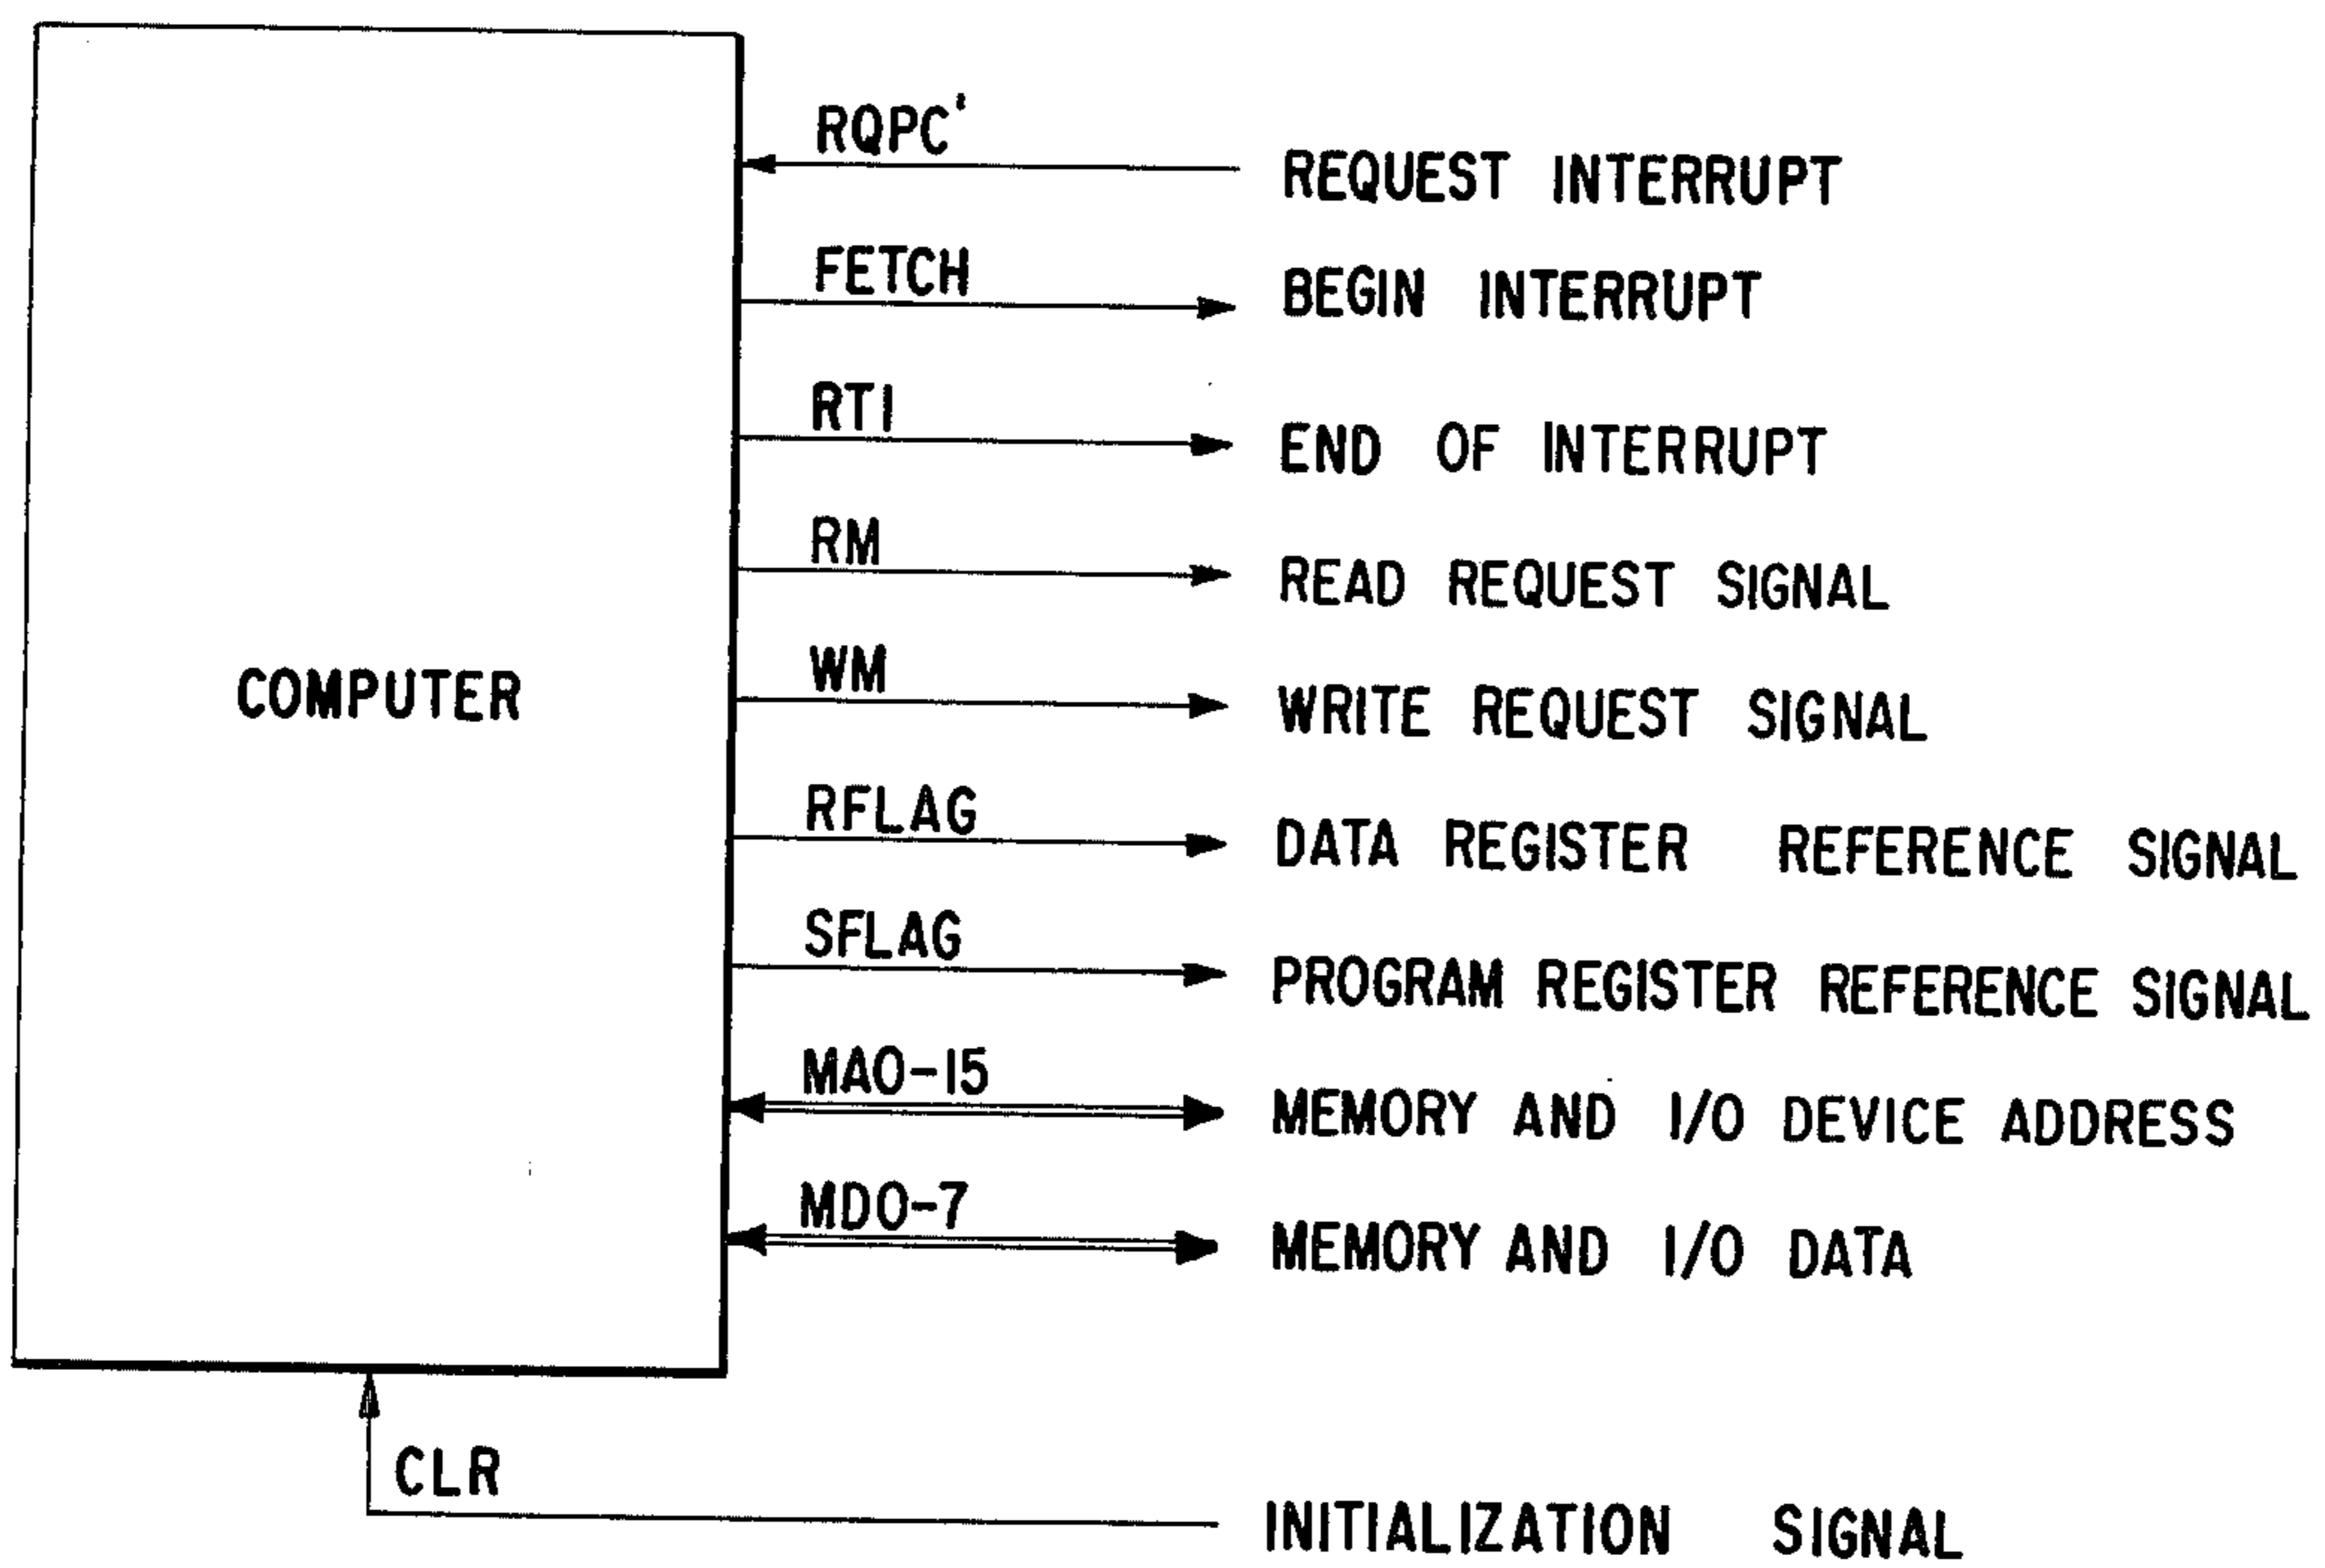 RQPC'
REQUEST INTERRUPT
FETCH
BEGIN INTERRUPT
RTI
END OF INTERRUPT
RM
READ REQUEST SIGNAL
COMPUTER
WM
WRITE REQUEST SIGNAL
RFLAG
DATA REGISTER REFERENCE SIGNAL
SFLAG
PROGRAM REGISTER REFERENCE SIGNAL
MA0-15
MEMORY AND I/O DEVICE ADDRESS
MD0-7
MEMORY AND I/O DATA
CLR
INITIALIZATION SIGNAL